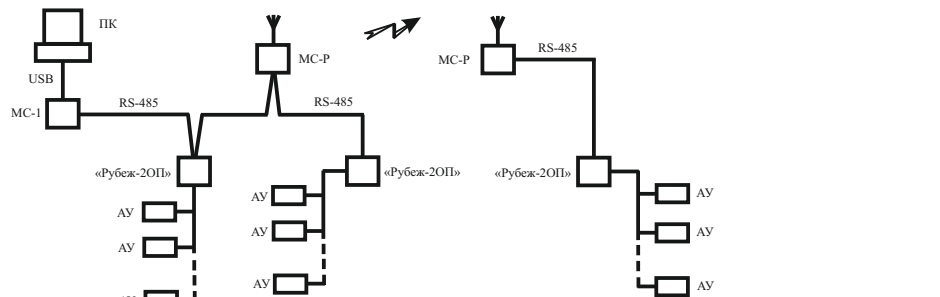 ПК
USB
МС-1
RS-485
МС-Р
RS-485
МС-Р
RS-485
«Рубеж-2ОП»
«Рубеж-2ОП»
«Рубеж-2ОП»
АУ
АУ
АУ
АУ
АУ
АУ
АУ
АУ